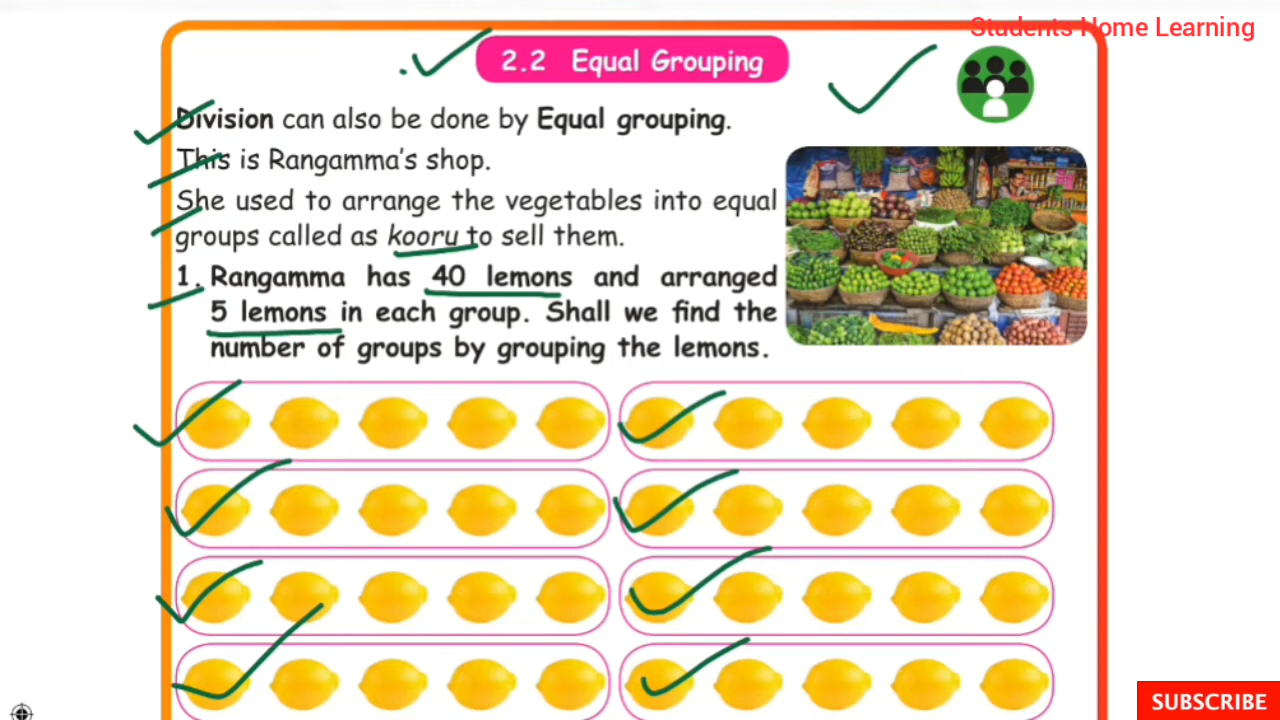 Students Home Learning
2.2 Equal Grouping
Division can also be done by Equal grouping.
This is Rangamma's shop.
She used to arrange the vegetables into equal
groups called as kooru to sell them.
1. Rangamma has 40 lemons and arranged
5 lemons in each group. Shall we find the
number of groups by grouping the lemons.
SUBSCRIBE